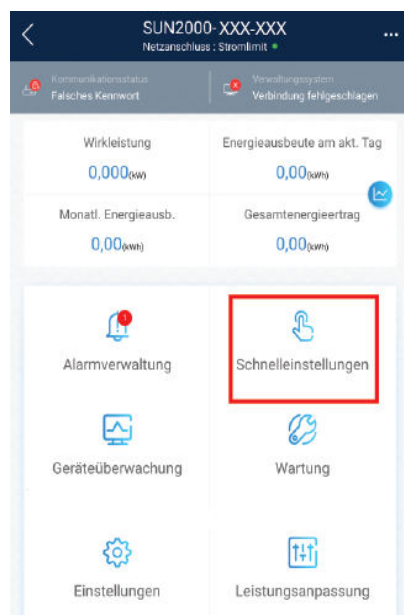 SUN2000-XXX-XXX
Netzanschluss : Stromlimit
Kommunikationsstatus
Falsches Kennwort
Verwaltungssystem
Verbindung fehlgeschlagen
Wirkleistung
Energieausbeute am akt. Tag
0,000(kW)
0,00(kWh)
Monatl. Energieausb.
Gesamtenergieertrag
0,00(kWh)
0,00(kWh)
1
Alarmverwaltung
Schnelleinstellungen
Geräteüberwachung
Wartung
Einstellungen
Leistungsanpassung